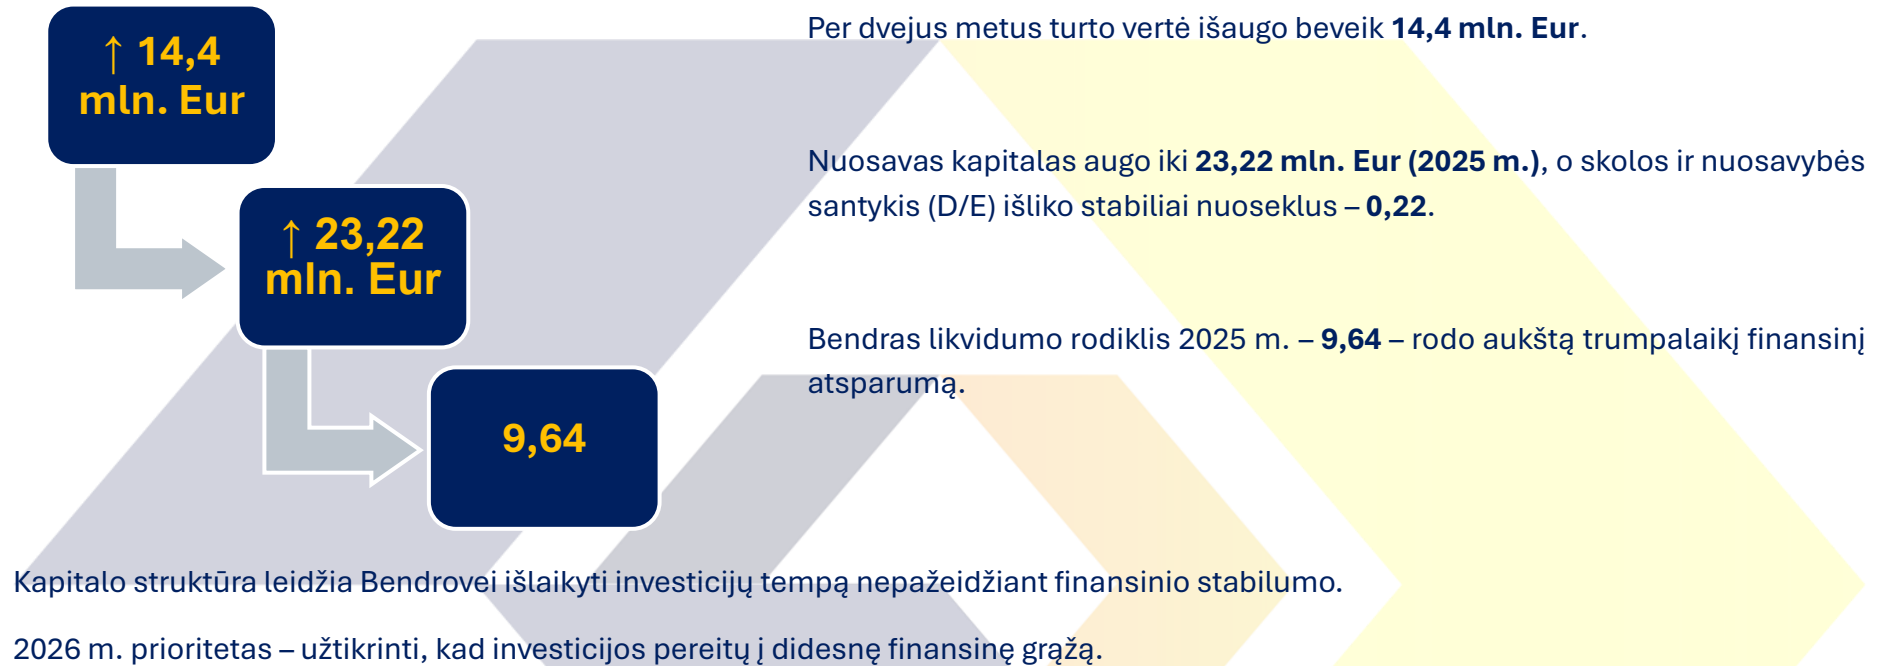 ↑ 14,4
mln. Eur
Per dvejus metus turto vertė išaugo beveik 14,4 mln. Eur.
↑ 23,22
mln. Eur
Nuosavas kapitalas augo iki 23,22 mln. Eur (2025 m.), o skolos ir nuosavybės
santykis (D/E) išliko stabiliai nuoseklus – 0,22.
9,64
Bendras likvidumo rodiklis 2025 m. – 9,64 – rodo aukštą trumpalaikį finansinį
atsparumą.
Kapitalo struktūra leidžia Bendrovei išlaikyti investicijų tempą nepažeidžiant finansinio stabilumo.
2026 m. prioritetas – užtikrinti, kad investicijos pereitų į didesnę finansinę grąžą.